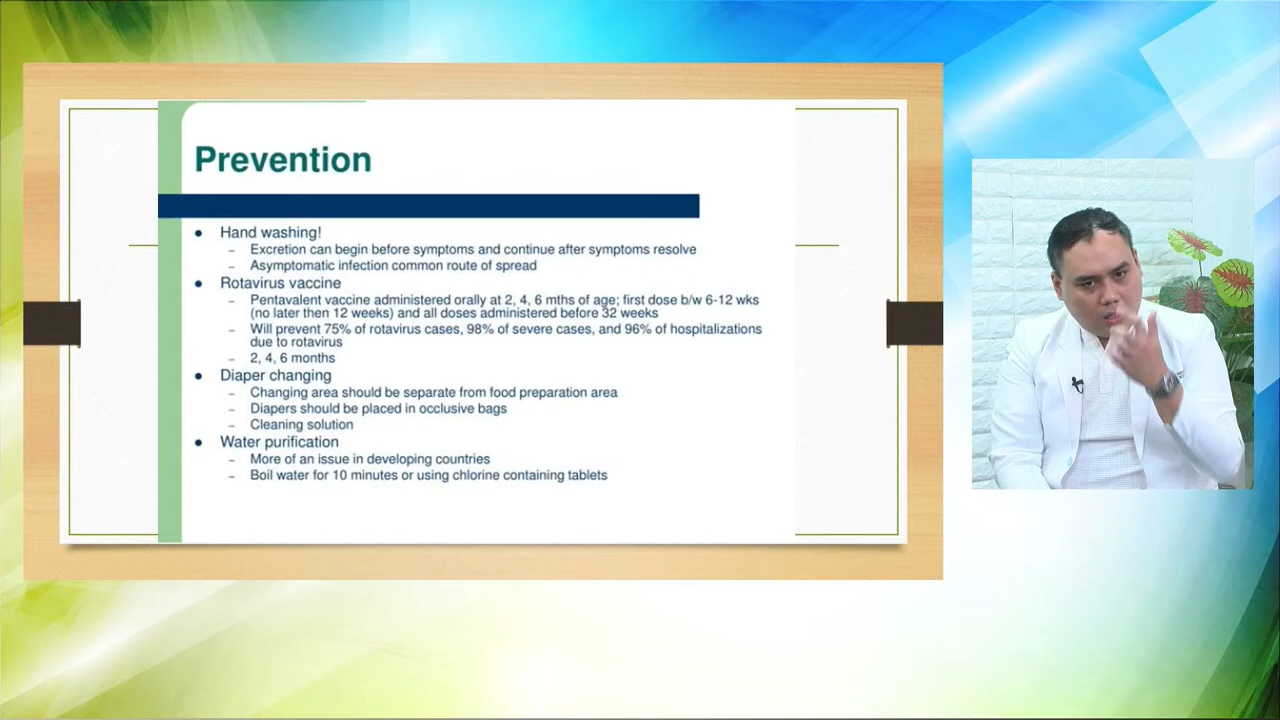 Prevention
● Hand washing!
– Excretion can begin before symptoms and continue after symptoms resolve
– Asymptomatic infection common route of spread
● Rotavirus vaccine
– Pentavalent vaccine administered orally at 2, 4, 6 mths of age; first dose b/w 6-12 wks
(no later then 12 weeks) and all doses administered before 32 weeks
– Will prevent 75% of rotavirus cases, 98% of severe cases, and 96% of hospitalizations
due to rotavirus
– 2, 4, 6 months
● Diaper changing
– Changing area should be separate from food preparation area
– Diapers should be placed in occlusive bags
– Cleaning solution
● Water purification
– More of an issue in developing countries
– Boil water for 10 minutes or using chlorine containing tablets